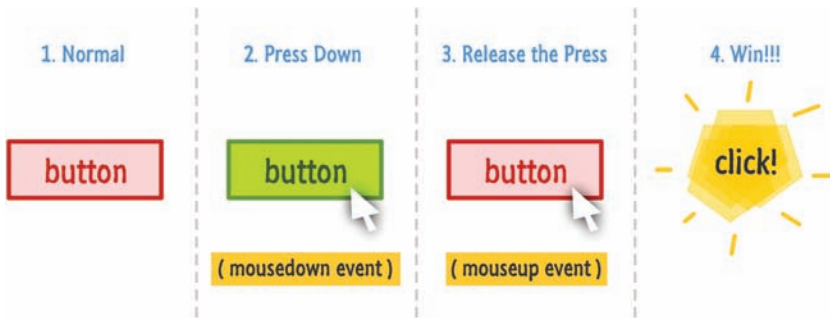 1. Normal
2. Press Down
3. Release the Press
4. Win!!!
button
button
button
click!
( mousedown event )
( mouseup event )